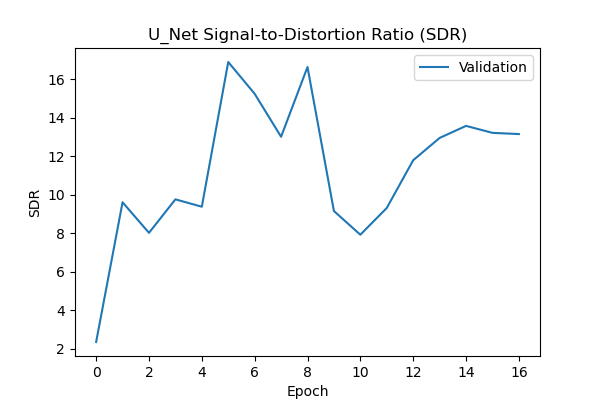 U_Net Signal-to-Distortion Ratio (SDR)
Validation
16
14
12
10
8
6
4
2
SDR
0 2 4 6 8 10 12 14 16
Epoch